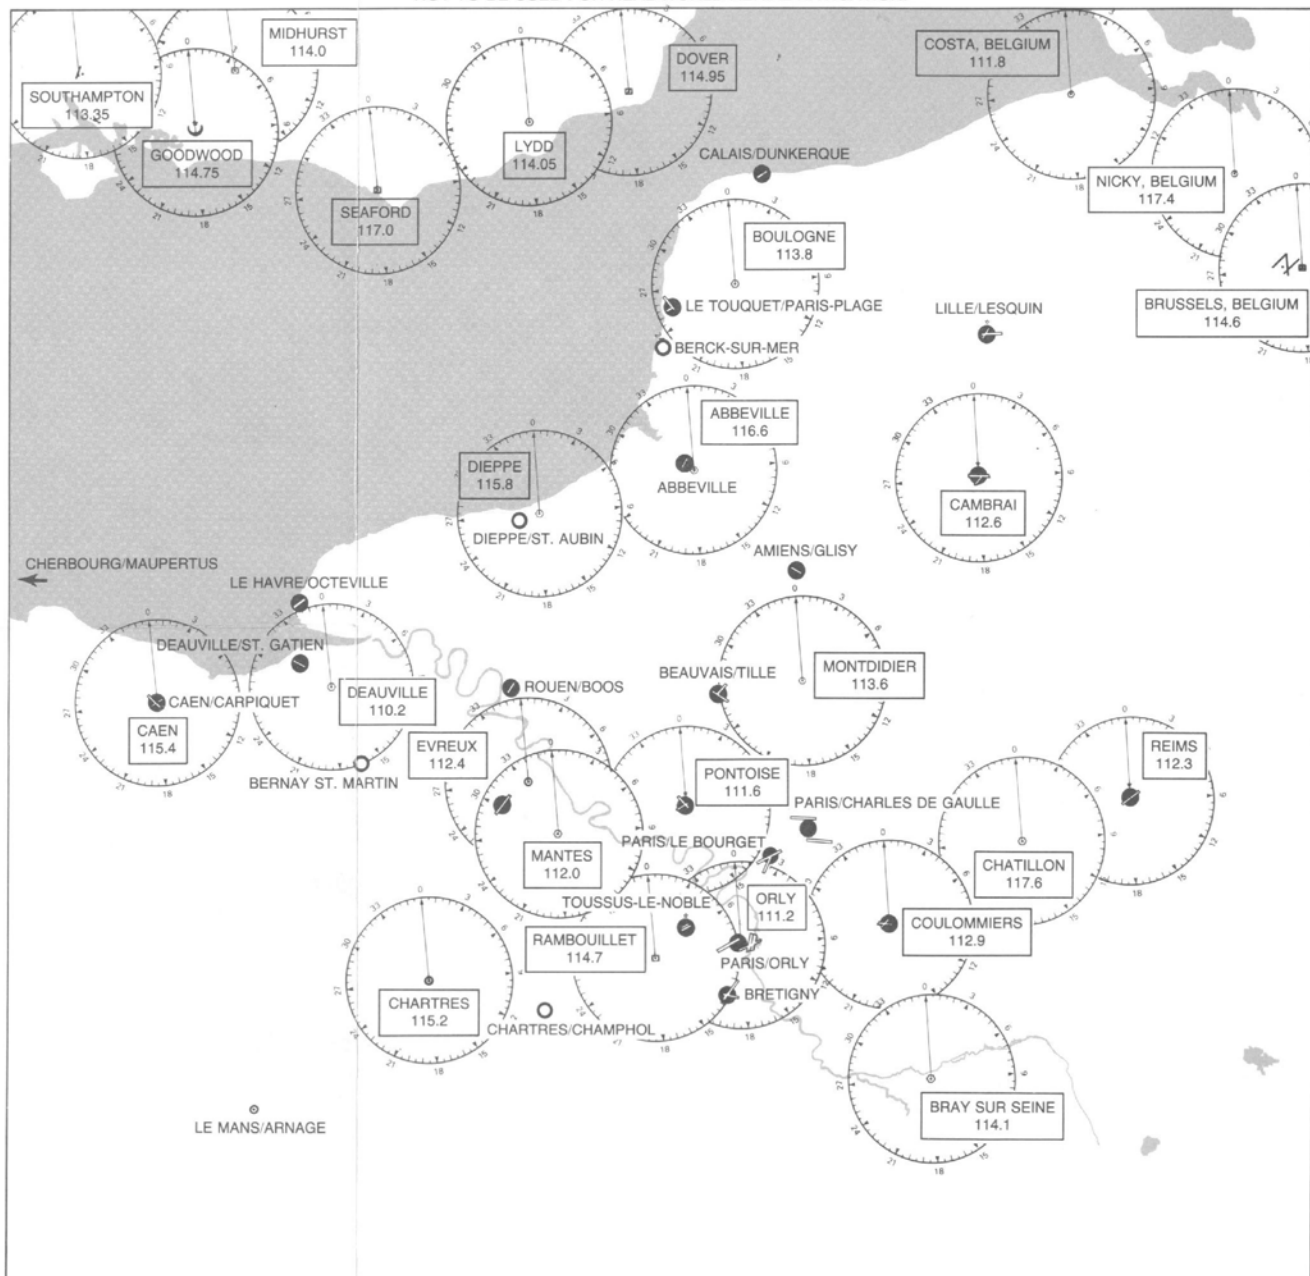 MIDHURST
114.0
SOUTHAMPTON
113.35
GOODWOOD
114.75
SEAFORD
117.0
LYDD
114.05
DOVER
114.95
COSTA, BELGIUM
111.8
CALAIS/DUNKERQUE
NICKY, BELGIUM
117.4
BOULOGNE
113.8
LE TOUQUET/PARIS-PLAGE
BERCK-SUR-MER
LILLE/LESQUIN
BRUSSELS, BELGIUM
114.6
ABBEVILLE
116.6
ABBEVILLE
DIEPPE
115.8
DIEPPE/ST. AUBIN
CAMBRAI
112.6
AMIENS/GLISY
CHERBOURG/MAUPERTUS
LE HAVRE/OCTEVILLE
DEAUVILLE/ST. GATIEN
CAEN/CARPIQUET
CAEN
115.4
DEAUVILLE
110.2
BERNAY ST. MARTIN
ROUEN/BOOS
BEAUVAIS/TILLE
MONTDIDIER
113.6
EVREUX
112.4
PONTOISE
111.6
REIMS
112.3
PARIS/CHARLES DE GAULLE
PARIS/LE BOURGET
MANTES
112.0
CHATILLON
117.6
TOUSSUS-LE-NOBLE
ORLY
111.2
COULOMMIERS
112.9
RAMBOUILLET
114.7
PARIS/ORLY
BRETIGNY
CHARTRES
115.2
CHARTRES/CHAMPHOL
BRAY SUR SEINE
114.1
LE MANS/ARNAGE